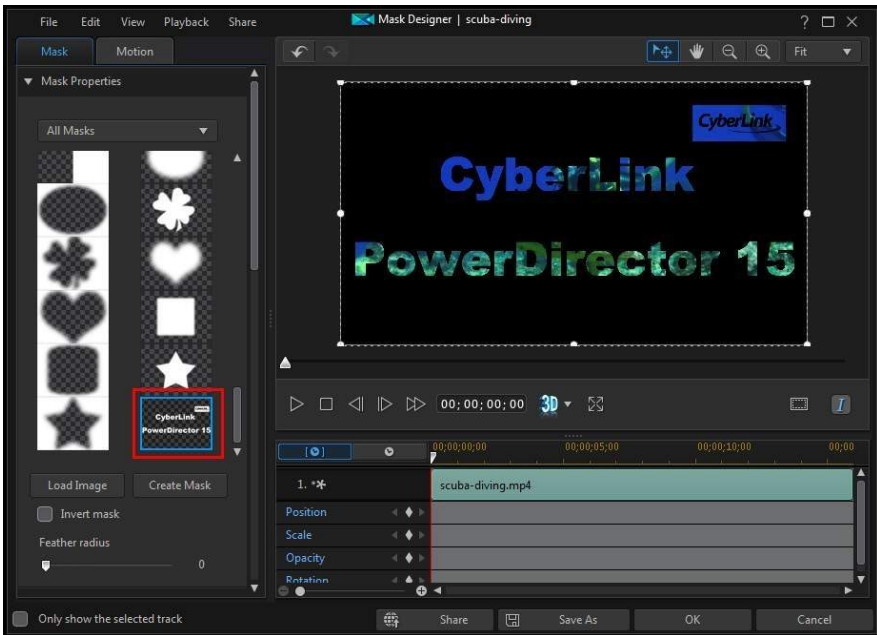 File Edit View Playback Share Mask Designer | scuba-diving ?
Mask Motion
Fit
Mask Properties
All Masks
CyberLink
PowerDirector 15
Load Image Create Mask
Invert mask
Feather radius
0
Only show the selected track
CyberLink
CyberLink
PowerDirector 15
00;00;00;00 3D
00;00;00;00 00;00;05;00 00;00;10;00 00;00
1. scuba-diving.mp4
Position
Scale
Opacity
Rotation
Share Save As OK Cancel